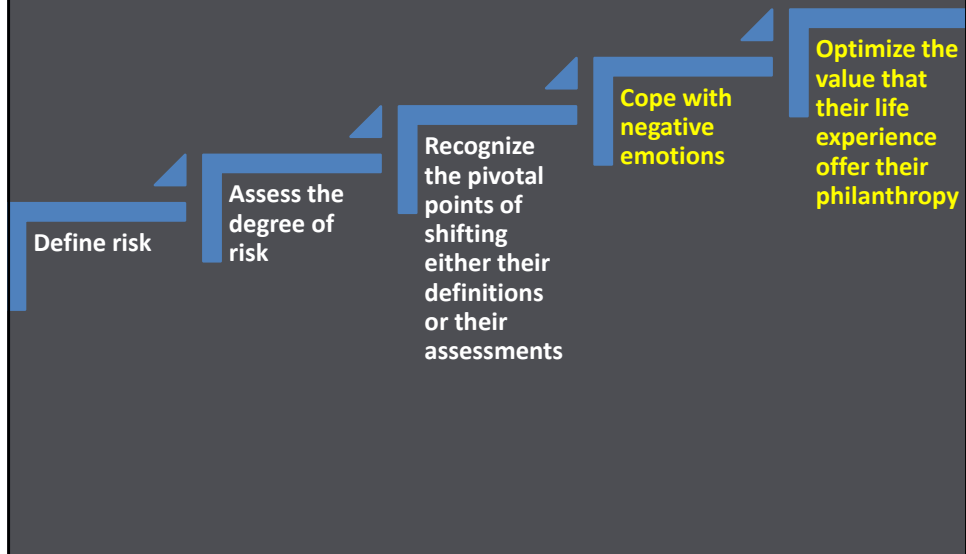 Define risk
Assess the
degree of
risk
Recognize
the pivotal
points of
shifting
either their
definitions
or their
assessments
Cope with
negative
emotions
Optimize the
value that
their life
experience
offer their
philanthropy